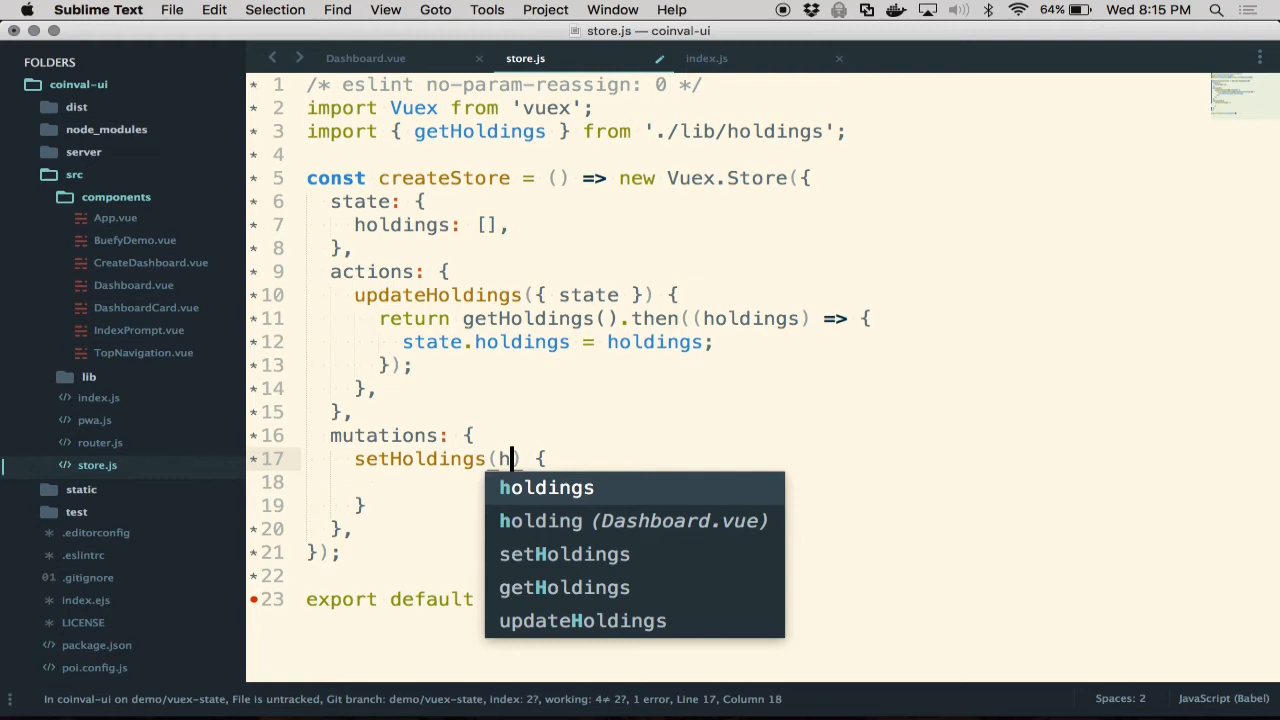 Sublime Text File Edit Selection Find View Goto Tools Project Window Help 64% Wed 8:15 PM
store.js — coinval-ui
FOLDERS
coinval-ui
dist
node_modules
server
src
components
App.vue
BuefyDemo.vue
CreateDashboard.vue
Dashboard.vue
DashboardCard.vue
IndexPrompt.vue
TopNavigation.vue
lib
index.js
pwa.js
router.js
store.js
static
test
.editorconfig
.eslintrc
.gitignore
index.ejs
LICENSE
package.json
poi.config.js
Dashboard.vue store.js index.js
* 1 /* eslint no-param-reassign: 0 */
* 2 import Vuex from 'vuex';
* 3 import { getHoldings } from './lib/holdings';
* 4
* 5 const createStore = () => new Vuex.Store({
* 6 state: {
* 7 holdings: [],
* 8 },
* 9 actions: {
* 10 updateHoldings({ state }) {
* 11 return getHoldings().then((holdings) => {
* 12 state.holdings = holdings;
* 13 });
* 14 },
* 15 },
* 16 mutations: {
* 17 setHoldings(h) {
* 18
* 19 }
* 20 },
* 21 });
* 22
23 export default
holdings
holding (Dashboard.vue)
setHoldings
getHoldings
updateHoldings
In coinval-ui on demo/vuex-state, File is untracked, Git branch: demo/vuex-state, index: 2?, working: 4≠ 2?, 1 error, Line 17, Column 18 Spaces: 2 JavaScript (Babel)